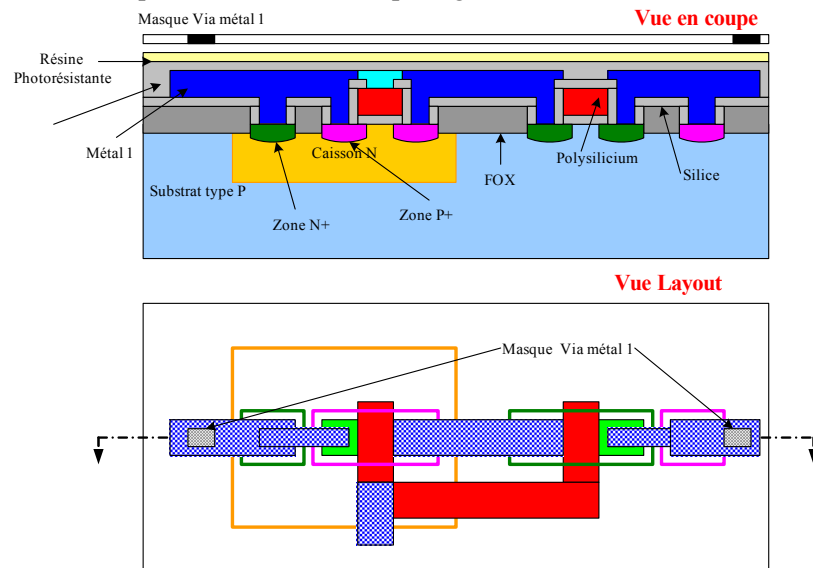 Masque Via métal 1
Vue en coupe
Résine
Photorésistante
Métal 1
Caisson N
Polysilicium
Substrat type P
FOX
Silice
Zone N+
Zone P+
Vue Layout
Masque Via métal 1